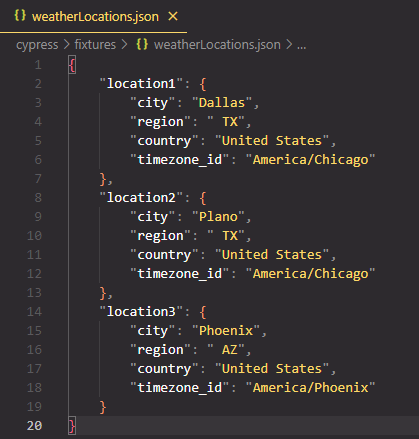 {} weatherLocations.json ×
cypress > fixtures > {} weatherLocations.json > ...
1 {
2     "location1": {
3         "city": "Dallas",
4         "region": " TX",
5         "country": "United States",
6         "timezone_id": "America/Chicago"
7     },
8     "location2": {
9         "city": "Plano",
10         "region": " TX",
11         "country": "United States",
12         "timezone_id": "America/Chicago"
13     },
14     "location3": {
15         "city": "Phoenix",
16         "region": " AZ",
17         "country": "United States",
18         "timezone_id": "America/Phoenix"
19     }
20 }